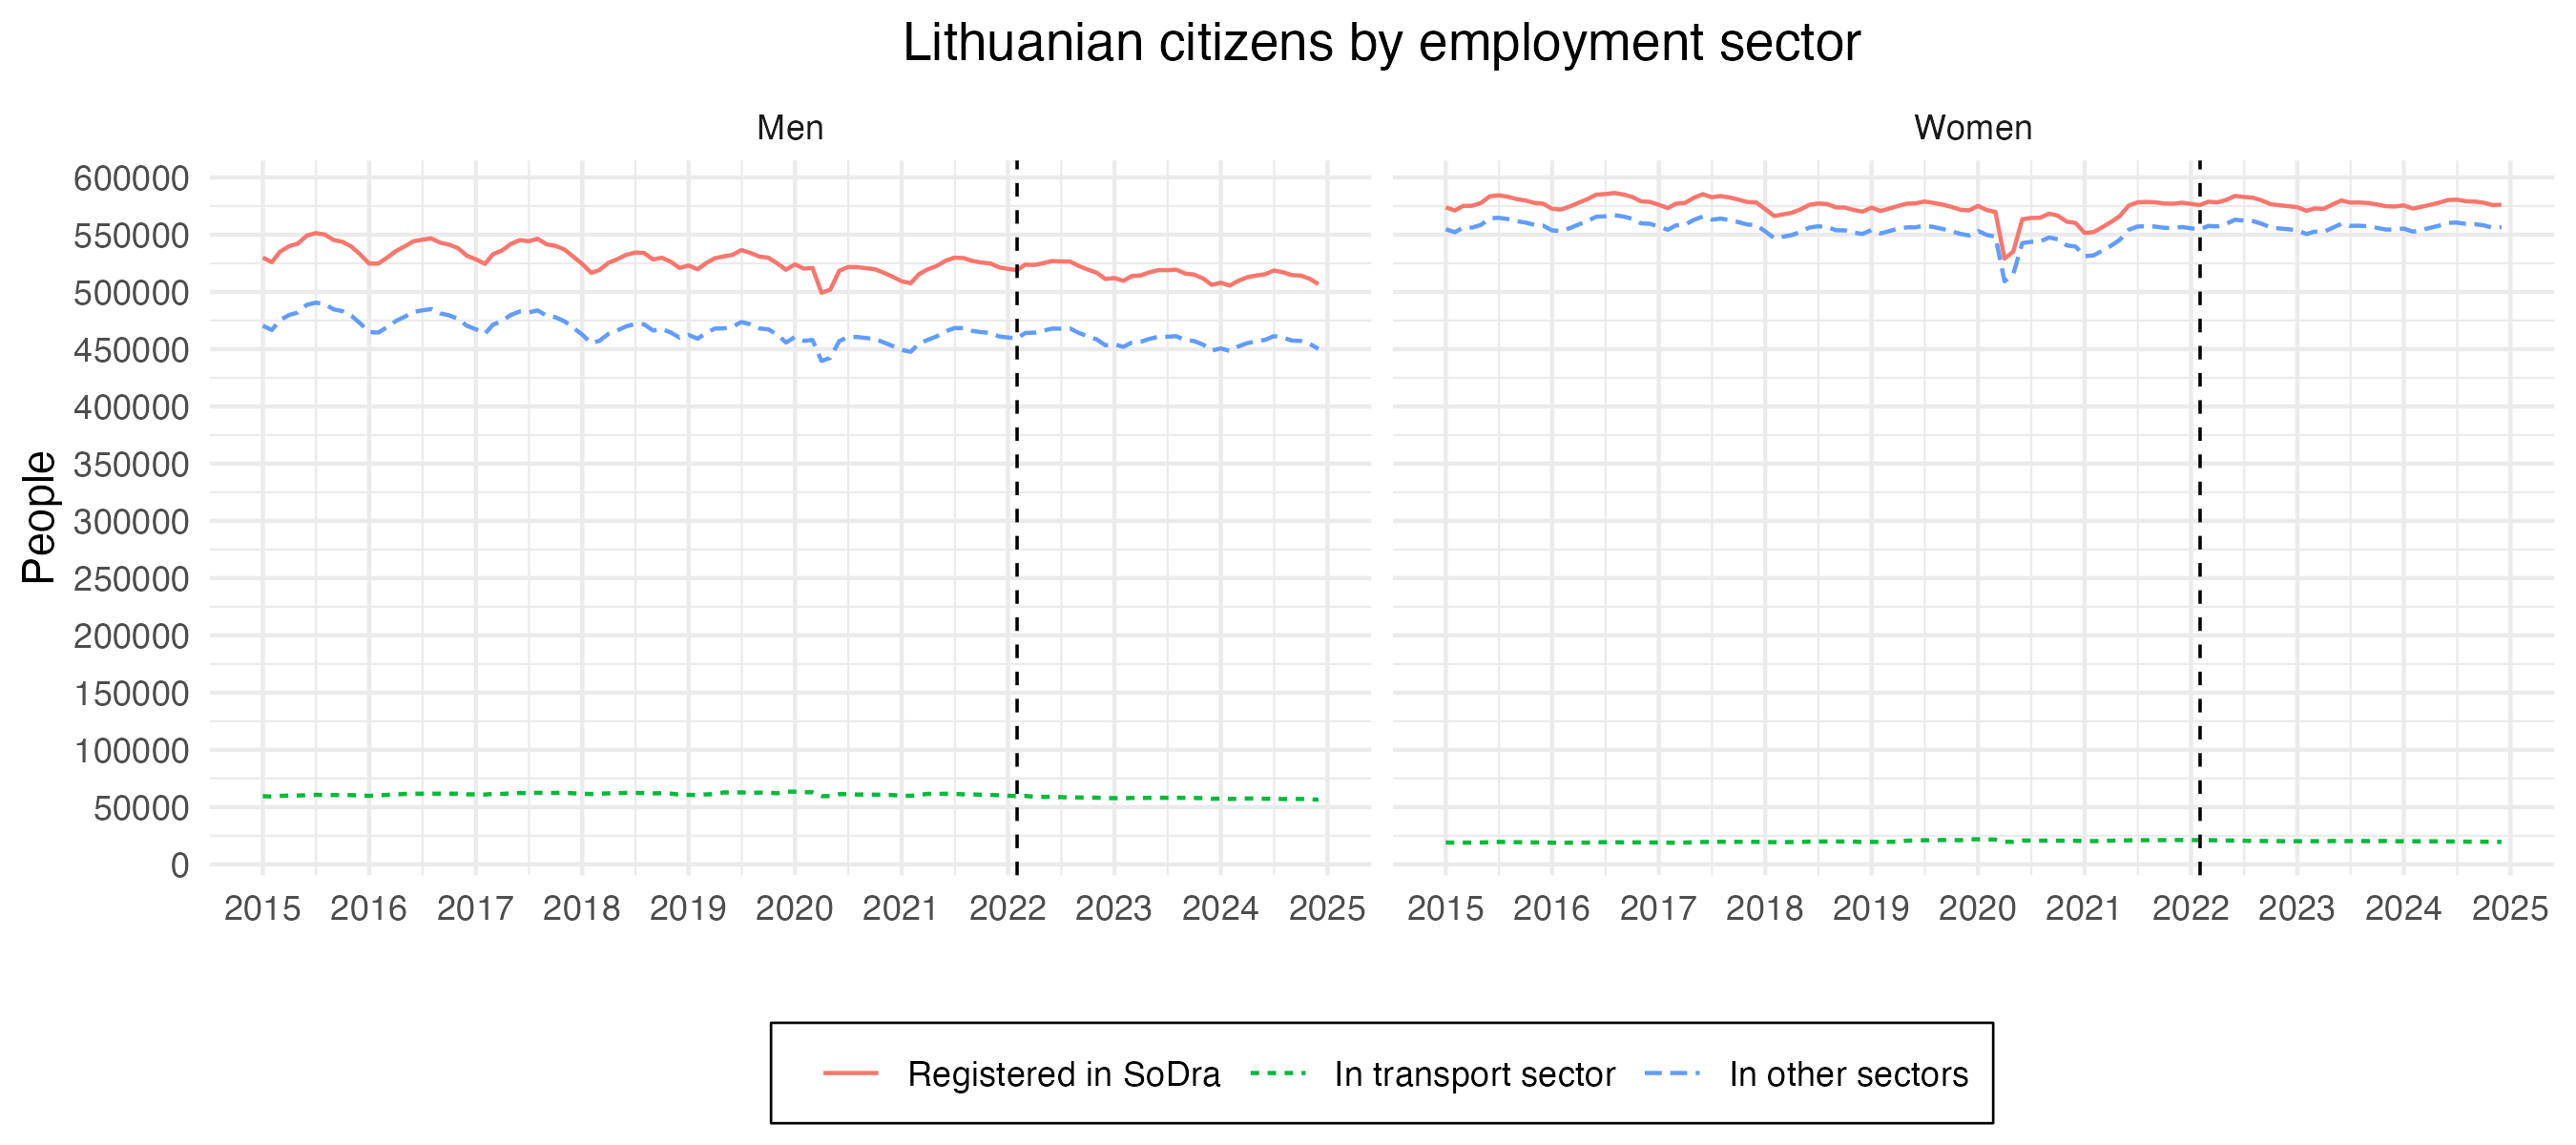 Lithuanian citizens by employment sector
Men
Women
People
600000
550000
500000
450000
400000
350000
300000
250000
200000
150000
100000
50000
0
2015 2016 2017 2018 2019 2020 2021 2022 2023 2024 2025
2015 2016 2017 2018 2019 2020 2021 2022 2023 2024 2025
Registered in SoDra In transport sector In other sectors